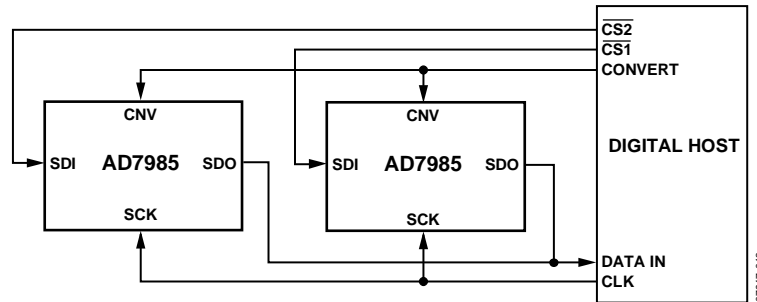 CS2
CS1
CONVERT
CNV
CNV
DIGITAL HOST
SDI AD7985 SDO
SDI AD7985 SDO
SCK
SCK
DATA IN
CLK